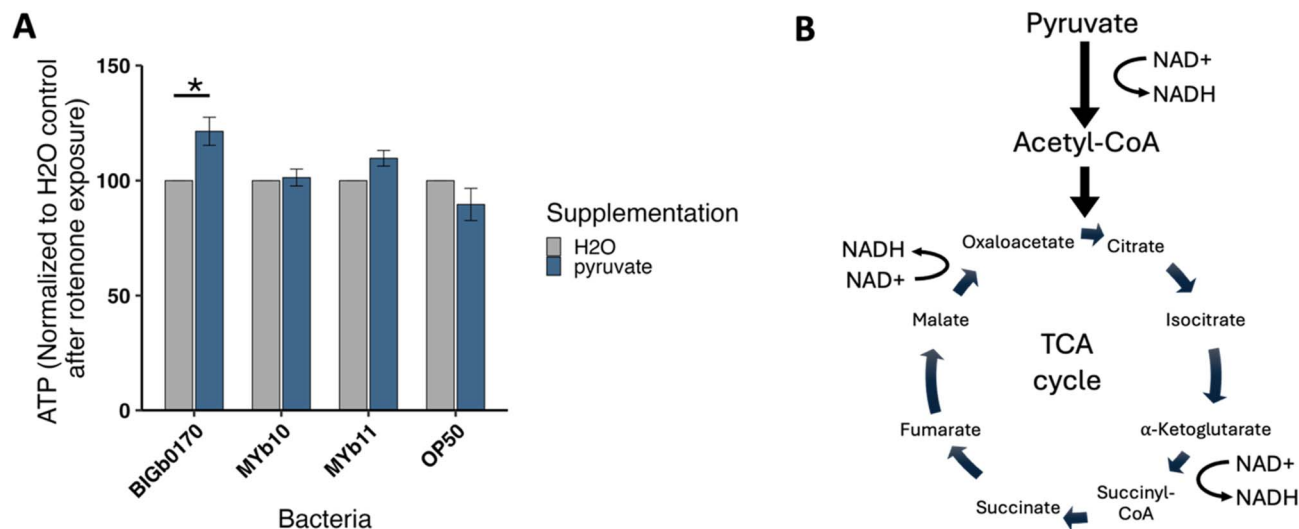 A
ATP (Normalized to H2O control
after rotenone exposure)
150
100
50
0
*
BIGb0170
MYb10
MYb11
OP50
Bacteria
Supplementation
H2O
pyruvate
B
Pyruvate
NAD+
NADH
Acetyl-CoA
Oxaloacetate
Citrate
NADH
NAD+
Malate
Isocitrate
TCA
cycle
Fumarate
α-Ketoglutarate
NAD+
NADH
Succinate
Succinyl-
CoA